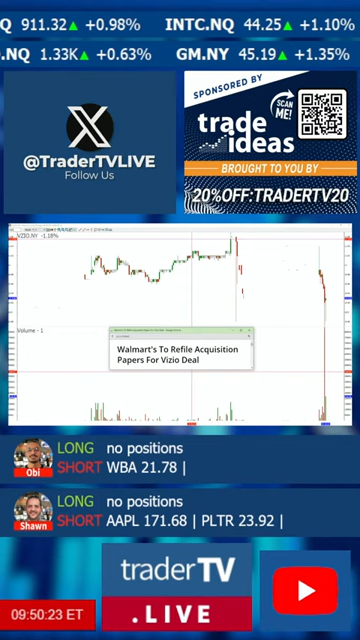 Q 911.32 +0.98% INTC.NQ 44.25 +1.10%
.NQ 1.33K +0.63% GM.NY 45.19 +1.35%
@TraderTVLIVE
Follow Us
SPONSORED BY
SCAN ME!
trade ideas
BROUGHT TO YOU BY
20%OFF:TRADERTV20
VZIO.NY -1.18%
Volume - 1
Walmart's To Refile Acquisition
Papers For Vizio Deal
LONG no positions
SHORT WBA 21.78 |
Obi
LONG no positions
SHORT AAPL 171.68 | PLTR 23.92 |
Shawn
traderTV
.LIVE
09:50:23 ET